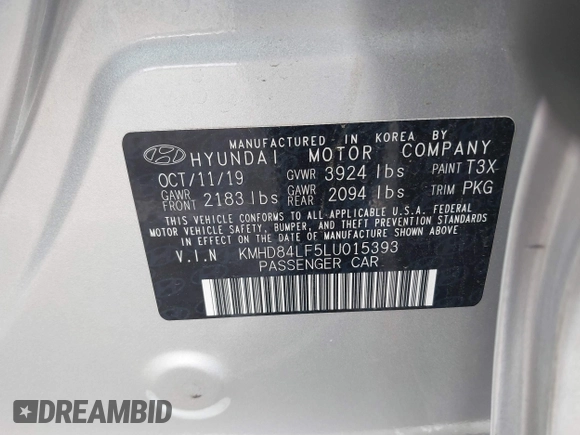 MANUFACTURED IN KOREA BY
HYUNDAI MOTOR COMPANY
OCT/11/19 GVWR 3924 lbs PAINT T3X
GAWR FRONT 2183 lbs GAWR REAR 2094 lbs TRIM PKG
THIS VEHICLE CONFORMS TO ALL APPLICABLE U.S.A. FEDERAL
MOTOR VEHICLE SAFETY, BUMPER, AND THEFT PREVENTION STANDARDS
IN EFFECT ON THE DATE OF MANUFACTURE SHOWN ABOVE.
V.I.N KMHD84LF5LU015393
PASSENGER CAR
DREAMBID